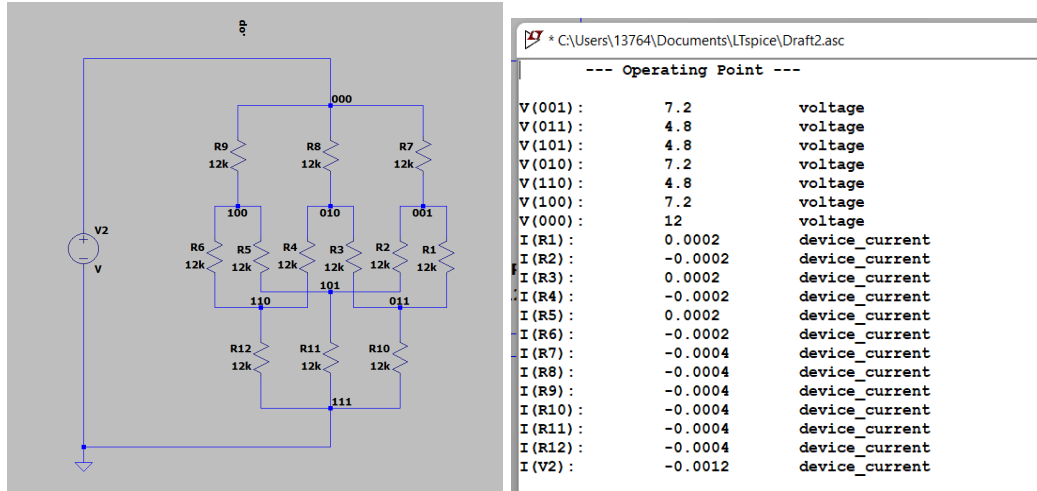 .op
000
R9
12k
R8
12k
R7
12k
100
010
001
V2
V
R6
12k
R5
12k
R4
12k
R3
12k
R2
12k
R1
12k
101
110
011
R12
12k
R11
12k
R10
12k
111
* C:\Users\13764\Documents\LTspice\Draft2.asc
--- Operating Point ---
V(001): 7.2 voltage
V(011): 4.8 voltage
V(101): 4.8 voltage
V(010): 7.2 voltage
V(110): 4.8 voltage
V(100): 7.2 voltage
V(000): 12 voltage
I(R1): 0.0002 device_current
I(R2): -0.0002 device_current
I(R3): 0.0002 device_current
I(R4): -0.0002 device_current
I(R5): 0.0002 device_current
I(R6): -0.0002 device_current
I(R7): -0.0004 device_current
I(R8): -0.0004 device_current
I(R9): -0.0004 device_current
I(R10): -0.0004 device_current
I(R11): -0.0004 device_current
I(R12): -0.0004 device_current
I(V2): -0.0012 device_current